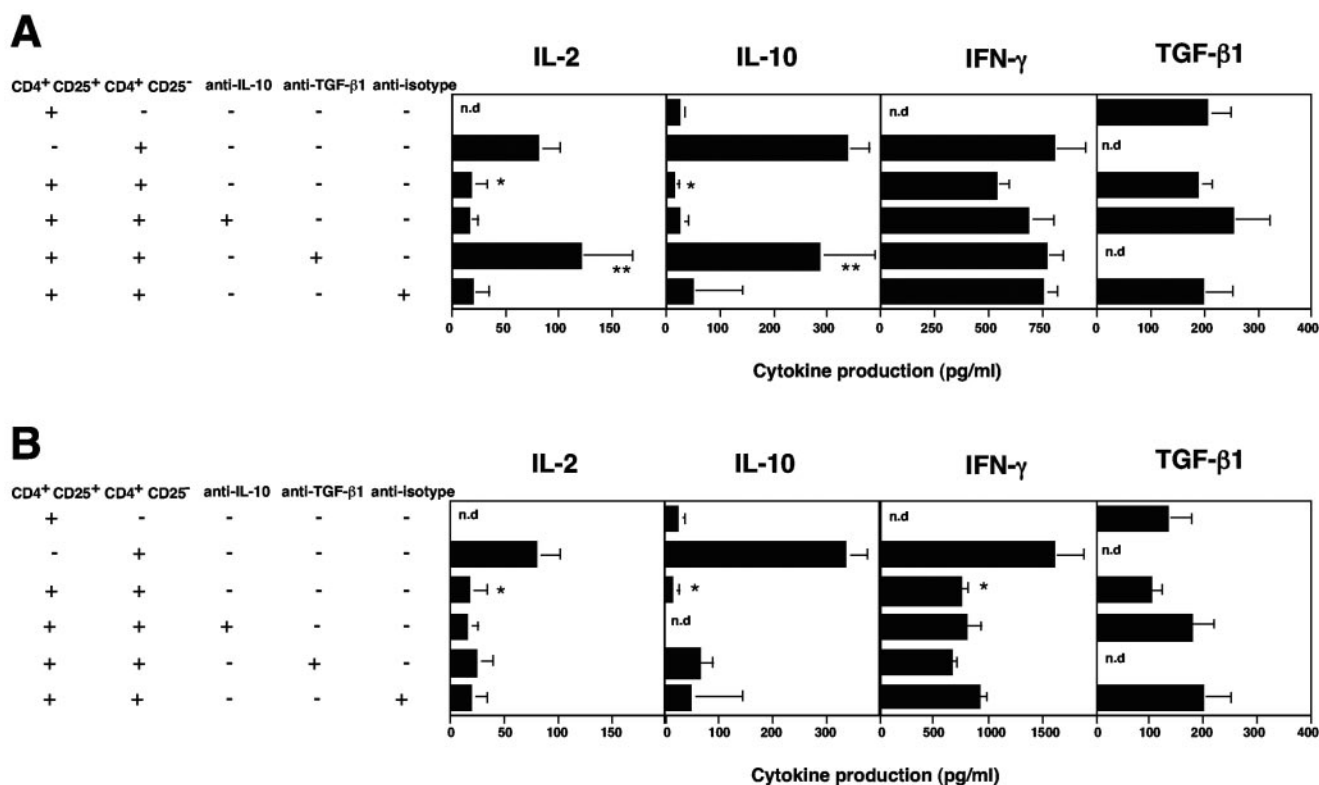 A
IL-2 IL-10 IFN-γ TGF-β1
CD4+ CD25+ CD4+ CD25- anti-IL-10 anti-TGF-β1 anti-isotype
+ - - - - n.d n.d
- + - - - n.d
+ + - - - * *
+ + + - -
+ + - + - ** ** n.d
+ + - - +
0 50 100 150 0 100 200 300 0 250 500 750 0 100 200 300 400
Cytokine production (pg/ml)
B
IL-2 IL-10 IFN-γ TGF-β1
CD4+ CD25+ CD4+ CD25- anti-IL-10 anti-TGF-β1 anti-isotype
+ - - - - n.d n.d
- + - - - n.d
+ + - - - * * *
+ + + - - n.d
+ + - + - n.d
+ + - - +
0 50 100 150 0 100 200 300 0 500 1000 1500 0 100 200 300 400
Cytokine production (pg/ml)